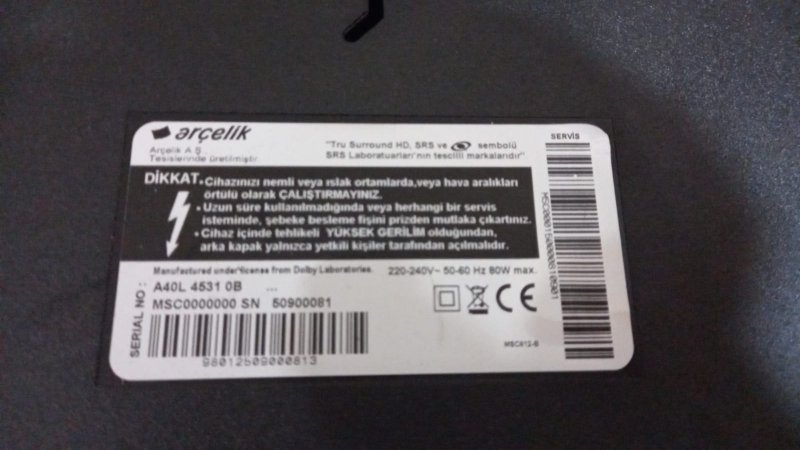 arçelik
Arçelik A.Ş.
Tesislerinde üretilmiştir.
"Tru Surround HD, SRS ve sembolü
SRS Laboratuarları'nın tescilli markalarıdır"
SERVİS
DİKKAT
• Cihazınızı nemli veya ıslak ortamlarda,veya hava aralıkları
örtülü olarak ÇALIŞTIRMAYINIZ.
• Uzun süre kullanılmadığında veya herhangi bir servis
isteminde, şebeke besleme fişini prizden mutlaka çıkartınız.
• Cihaz içinde tehlikeli YÜKSEK GERİLİM olduğundan,
arka kapak yalnızca yetkili kişiler tarafından açılmalıdır.
Manufactured under license from Dolby Laboratories.
220-240V~ 50-60 Hz 80W max.
SERIAL NO :
A40L 4531 0B ...
MSC0000000 SN 50900081
CE
98012509000813
MSC612-B